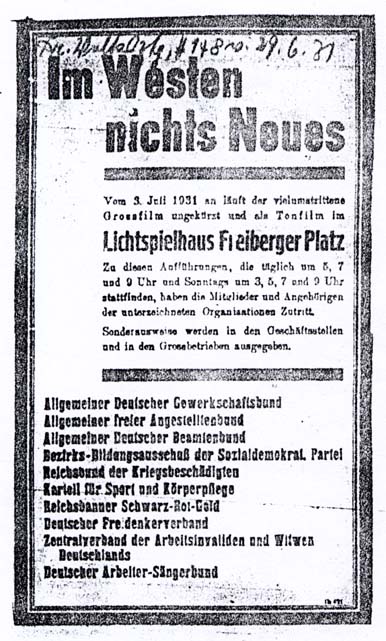 29.6.31
Im Westen
nichts Neues
Vom 3. Juli 1931 an läuft der vielumstrittene
Grossfilm ungekürzt und als Tonfilm im
Lichtspielhaus Freiberger Platz
Zu diesen Aufführungen, die täglich um 5, 7
und 9 Uhr und Sonntags um 3, 5, 7 und 9 Uhr
stattfinden, haben die Mitglieder und Angehörigen
der unterzeichneten Organisationen Zutritt.
Sonderausweise werden in den Geschäftsstellen
und in den Grossbetrieben ausgegeben.
Allgemeiner Deutscher Gewerkschaftsbund
Allgemeiner freier Angestelltenbund
Allgemeiner Deutscher Beamtenbund
Bezirks-Bildungsausschuß der Sozialdemokrat. Partei
Reichsbund der Kriegsbeschädigten
Kartell für Sport und Körperpflege
Reichsbanner Schwarz-Rot-Gold
Deutscher Freidenkerverband
Zentralverband der Arbeitsinvaliden und Witwen
Deutschlands
Deutscher Arbeiter-Sängerbund